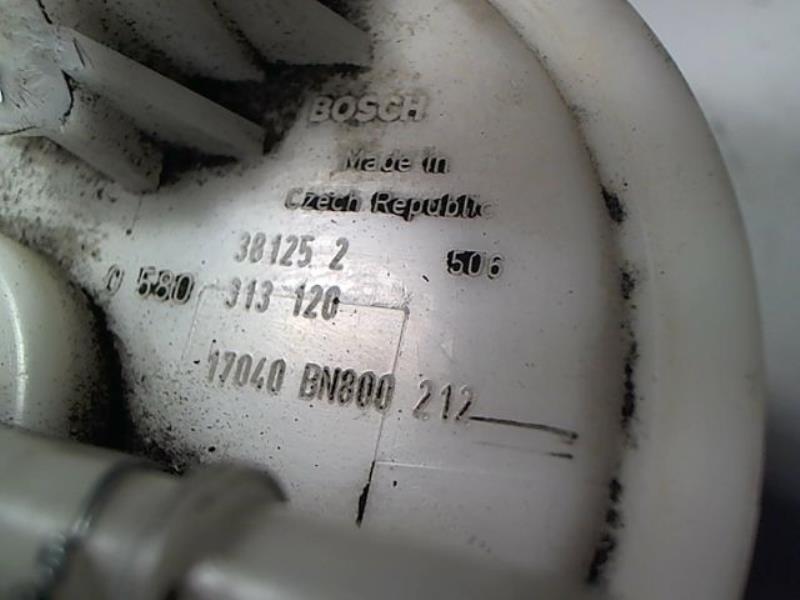 BOSCH
Made in
Czech Republic
38125 2 506
0 580 313 120
17040 BN800 212